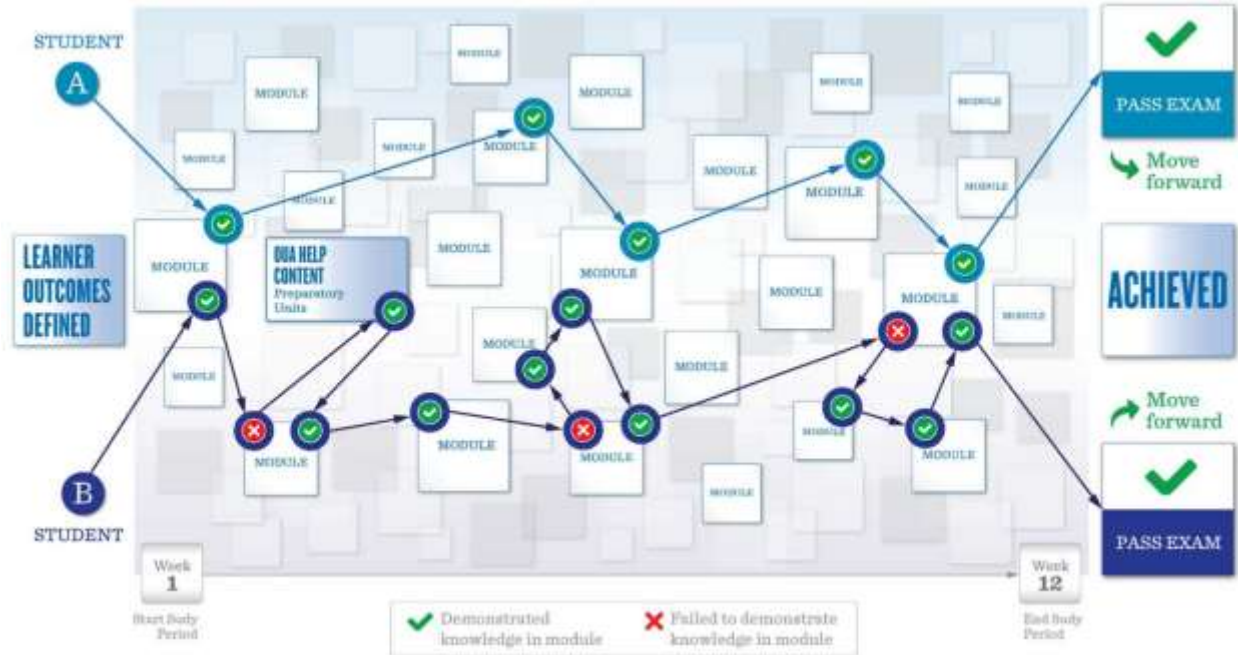 STUDENT
A
MODULE
MODULE
MODULE
MODULE
MODULE
PASS EXAM
MODULE
MODULE
MODULE
MODULE
Move
forward
MODULE
MODULE
MODULE
MODULE
LEARNER
OUTCOMES
DEFINED
MODULE
OUA HELP
CONTENT
Preparatory
Units
MODULE
MODULE
MODULE
MODULE
ACHIEVED
MODULE
MODULE
MODULE
MODULE
Move
forward
MODULE
MODULE
MODULE
MODULE
MODULE
MODULE
B
STUDENT
PASS EXAM
Week
1
Start Sudy
Period
Week
12
End Sudy
Period
Demonstrated
knowledge in module
Failed to demonstrate
knowledge in module